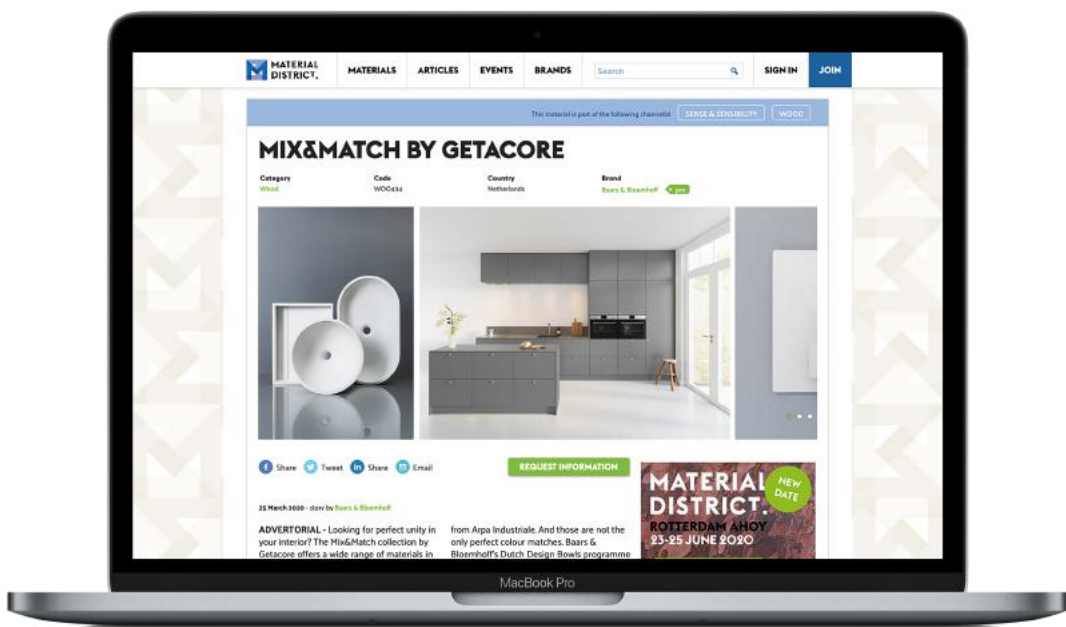 MATERIAL
DISTRICT.
MATERIALS
ARTICLES
EVENTS
BRANDS
Search
SIGN IN
JOIN
This material is part of the following channel(s):
SENSE & SENSIBILITY
WOOD
MIX&MATCH BY GETACORE
Category
Code
Country
Brand
Wood
WOO434
Netherlands
Baars & Bloemhoff
pro
Share
Tweet
Share
Email
REQUEST INFORMATION
25 March 2020 - story by Baars & Bloemhoff
ADVERTORIAL – Looking for perfect unity in
your interior? The Mix&Match collection by
Getacore offers a wide range of materials in
from Arpa Industriale. And those are not the
only perfect colour matches. Baars &
Bloemhoff's Dutch Design Bowls programme
MATERIAL
DISTRICT.
NEW
DATE
ROTTERDAM AHOY
23-25 JUNE 2020
MacBook Pro